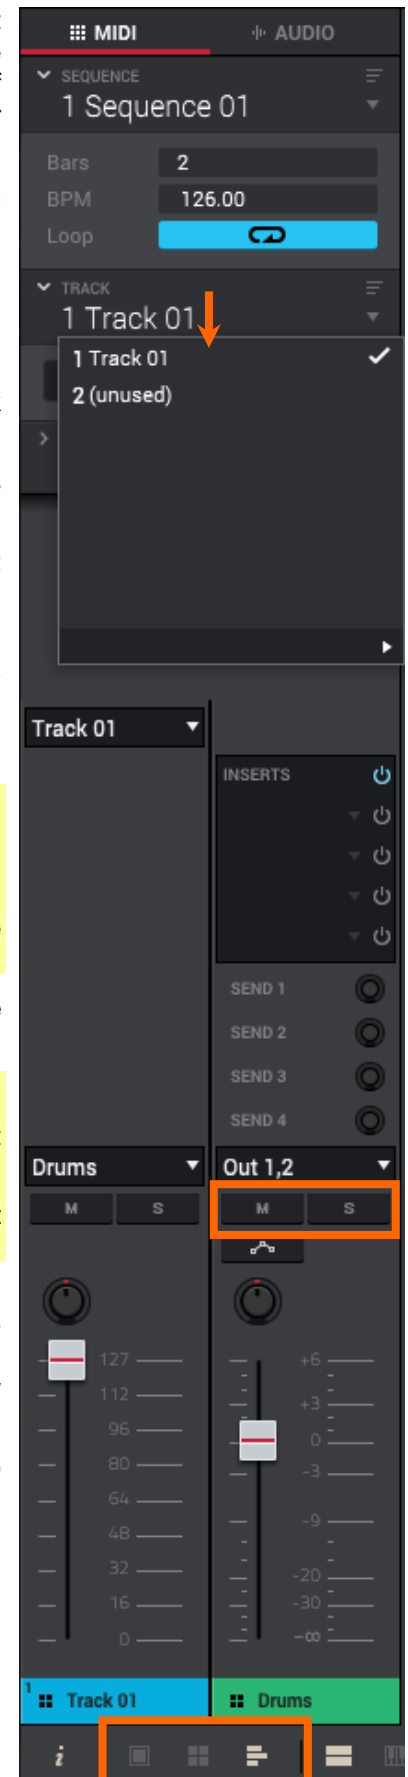 MIDI AUDIO
SEQUENCE
1 Sequence 01
Bars 2
BPM 126.00
Loop
TRACK
1 Track 01
1 Track 01
2 (unused)
Track 01
INSERTS
SEND 1
SEND 2
SEND 3
SEND 4
Drums Out 1,2
M S M S
127 +6
112 +3
96 0
80 -3
64
48 -9
32 -20
16 -30
0 -∞
1 Track 01 Drums
i